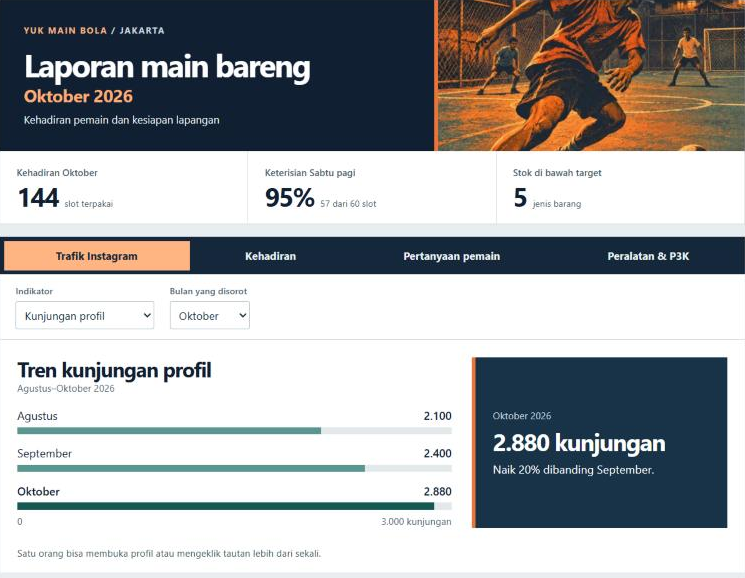 YUK MAIN BOLA / JAKARTA
Laporan main bareng
Oktober 2026
Kehadiran pemain dan kesiapan lapangan
Kehadiran Oktober
144 slot terpakai
Keterisian Sabtu pagi
95% 57 dari 60 slot
Stok di bawah target
5 jenis barang
Trafik Instagram
Kehadiran
Pertanyaan pemain
Peralatan & P3K
Indikator
Kunjungan profil
Bulan yang disorot
Oktober
Tren kunjungan profil
Agustus–Oktober 2026
Agustus 2.100
September 2.400
Oktober 2.880
0 3.000 kunjungan
Oktober 2026
2.880 kunjungan
Naik 20% dibanding September.
Satu orang bisa membuka profil atau mengeklik tautan lebih dari sekali.